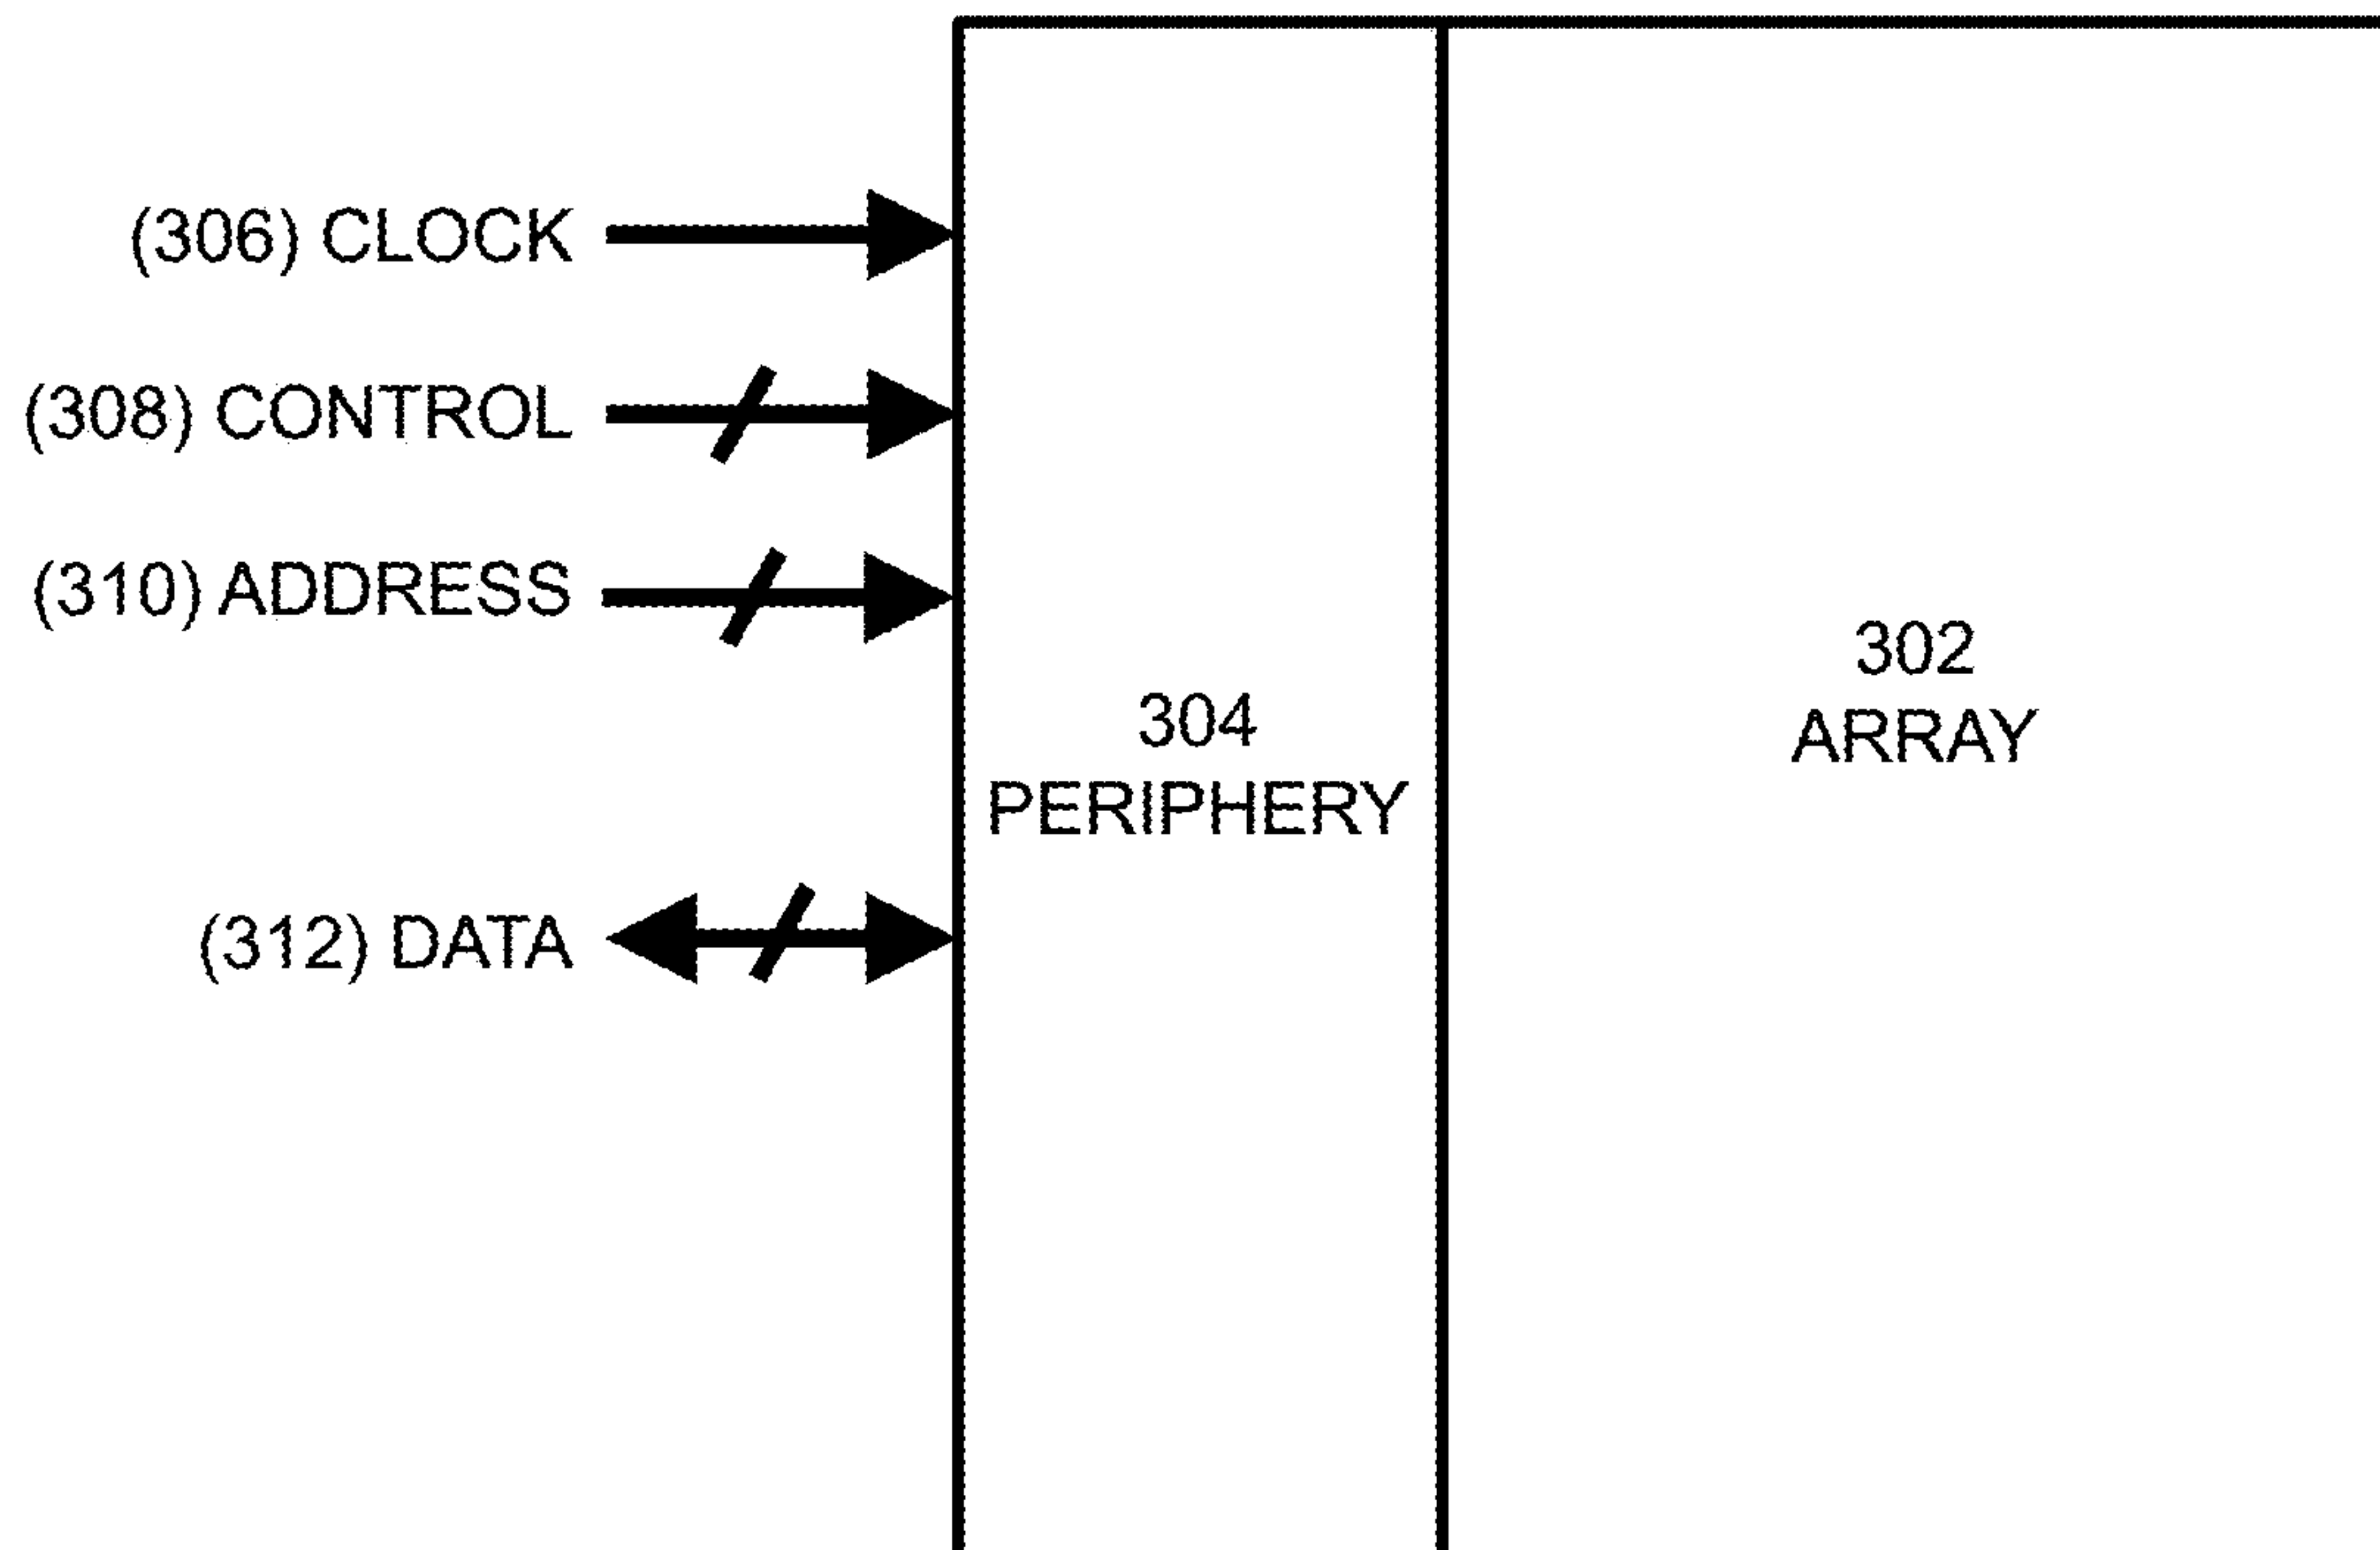 (306) CLOCK
(308) CONTROL
(310) ADDRESS
(312) DATA
304
PERIPHERY
302
ARRAY